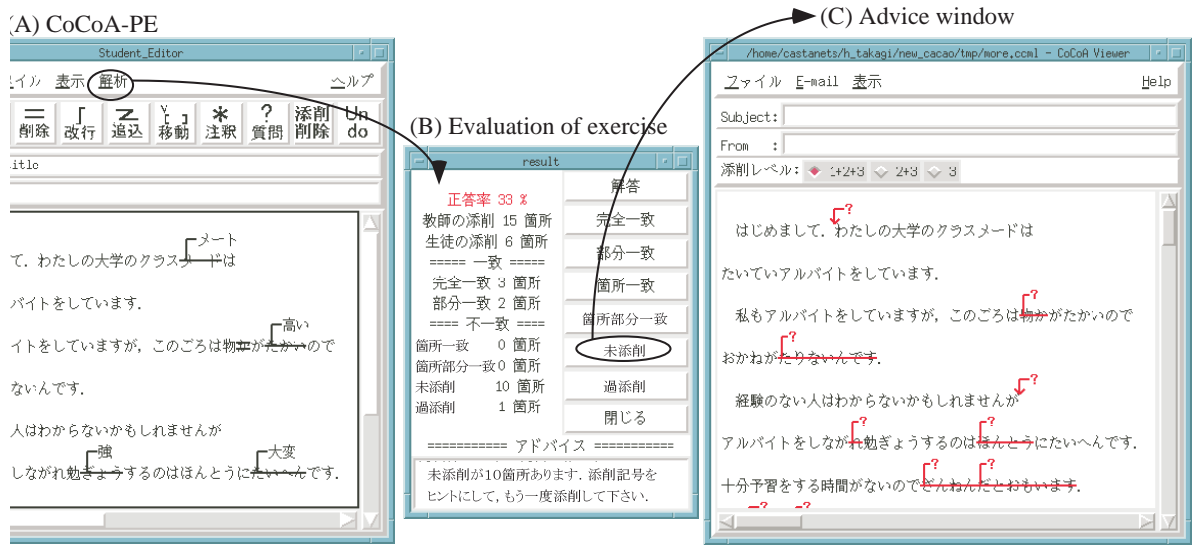 (A) CoCoA-PE
Student_Editor
表示 解析 ヘルプ
削除 改行 追込 移動 注釈 ? 質問 添削削除 Undo
メート
て. わたしの大学のクラスメードは
バイトをしています.
高い
イトをしていますが, このごろは物かがたかいので
ないんです.
人はわからないかもしれませんが
強 大変
しながれ勉ぎょうするのはほんとうにたいへんです.
(B) Evaluation of exercise
result
正答率 33 %
教師の添削 15 箇所
生徒の添削 6 箇所
===== 一致 =====
完全一致 3 箇所
部分一致 2 箇所
==== 不一致 ====
箇所一致 0 箇所
箇所部分一致 0 箇所
未添削 10 箇所
過添削 1 箇所
解答
完全一致
部分一致
箇所一致
箇所部分一致
未添削
過添削
閉じる
========== アドバイス ==========
未添削が10箇所あります. 添削記号を
ヒントにして,もう一度添削して下さい.
(C) Advice window
/home/castanets/h_takagi/new_cacao/tmp/more.ccml - CoCoA Viewer
ファイル E-mail 表示 Help
Subject:
From :
添削レベル: 1+2+3 2+3 3
?
はじめまして. わたしの大学のクラスメードは
たいていアルバイトをしています.
?
私もアルバイトをしていますが, このごろは物かがたかいので
?
おかねがたりないんです.
?
経験のない人はわからないかもしれませんが
? ?
アルバイトをしながれ勉ぎょうするのはほんとうにたいへんです.
? ?
十分予習をする時間がないのでざんねんだとおもいます.
? ?